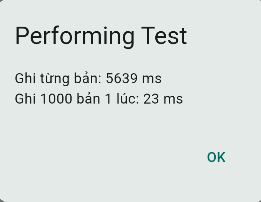 Performing Test
Ghi từng bản: 5639 ms
Ghi 1000 bản 1 lúc: 23 ms
OK